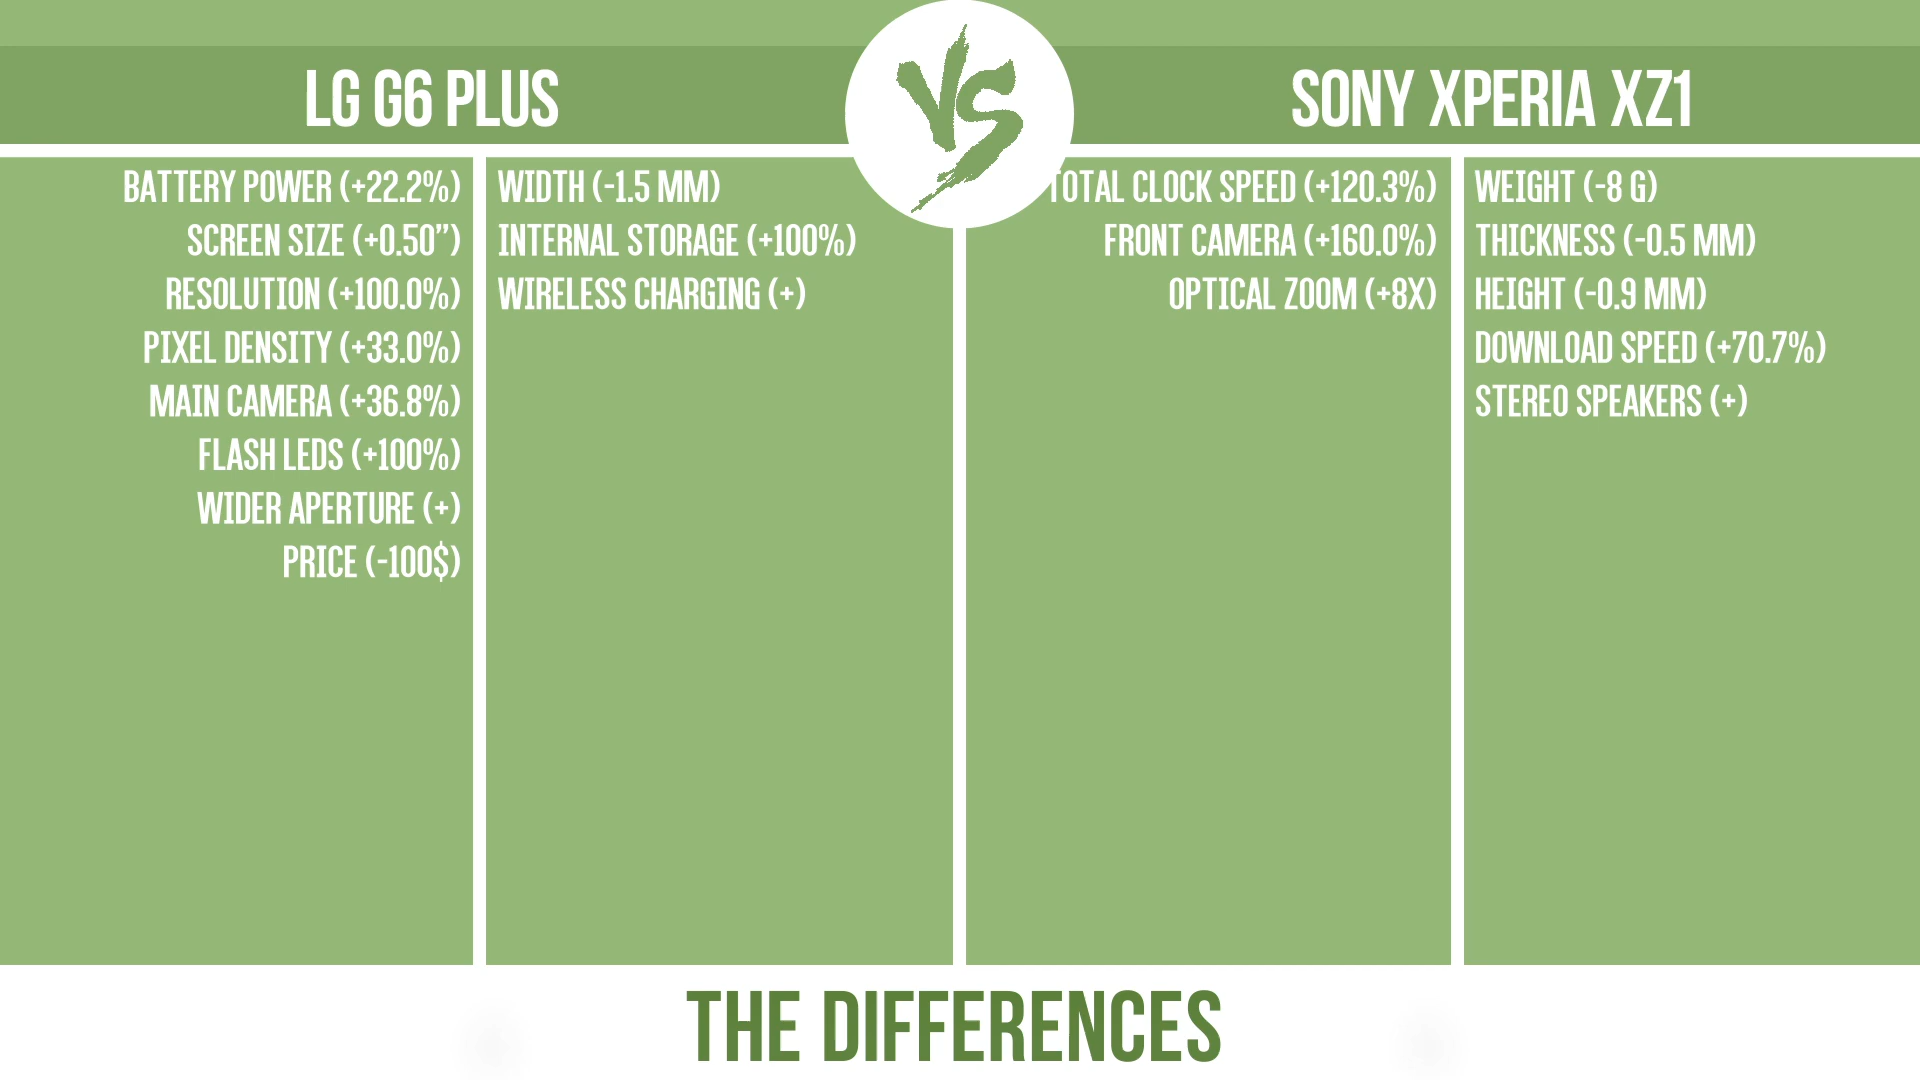 LG G6 PLUS
VS
SONY XPERIA XZ1
BATTERY POWER (+22.2%)
SCREEN SIZE (+0.50”)
RESOLUTION (+100.0%)
PIXEL DENSITY (+33.0%)
MAIN CAMERA (+36.8%)
FLASH LEDS (+100%)
WIDER APERTURE (+)
PRICE (-100$)
WIDTH (-1.5 MM)
INTERNAL STORAGE (+100%)
WIRELESS CHARGING (+)
TOTAL CLOCK SPEED (+120.3%)
FRONT CAMERA (+160.0%)
OPTICAL ZOOM (+8X)
WEIGHT (-8 G)
THICKNESS (-0.5 MM)
HEIGHT (-0.9 MM)
DOWNLOAD SPEED (+70.7%)
STEREO SPEAKERS (+)
THE DIFFERENCES